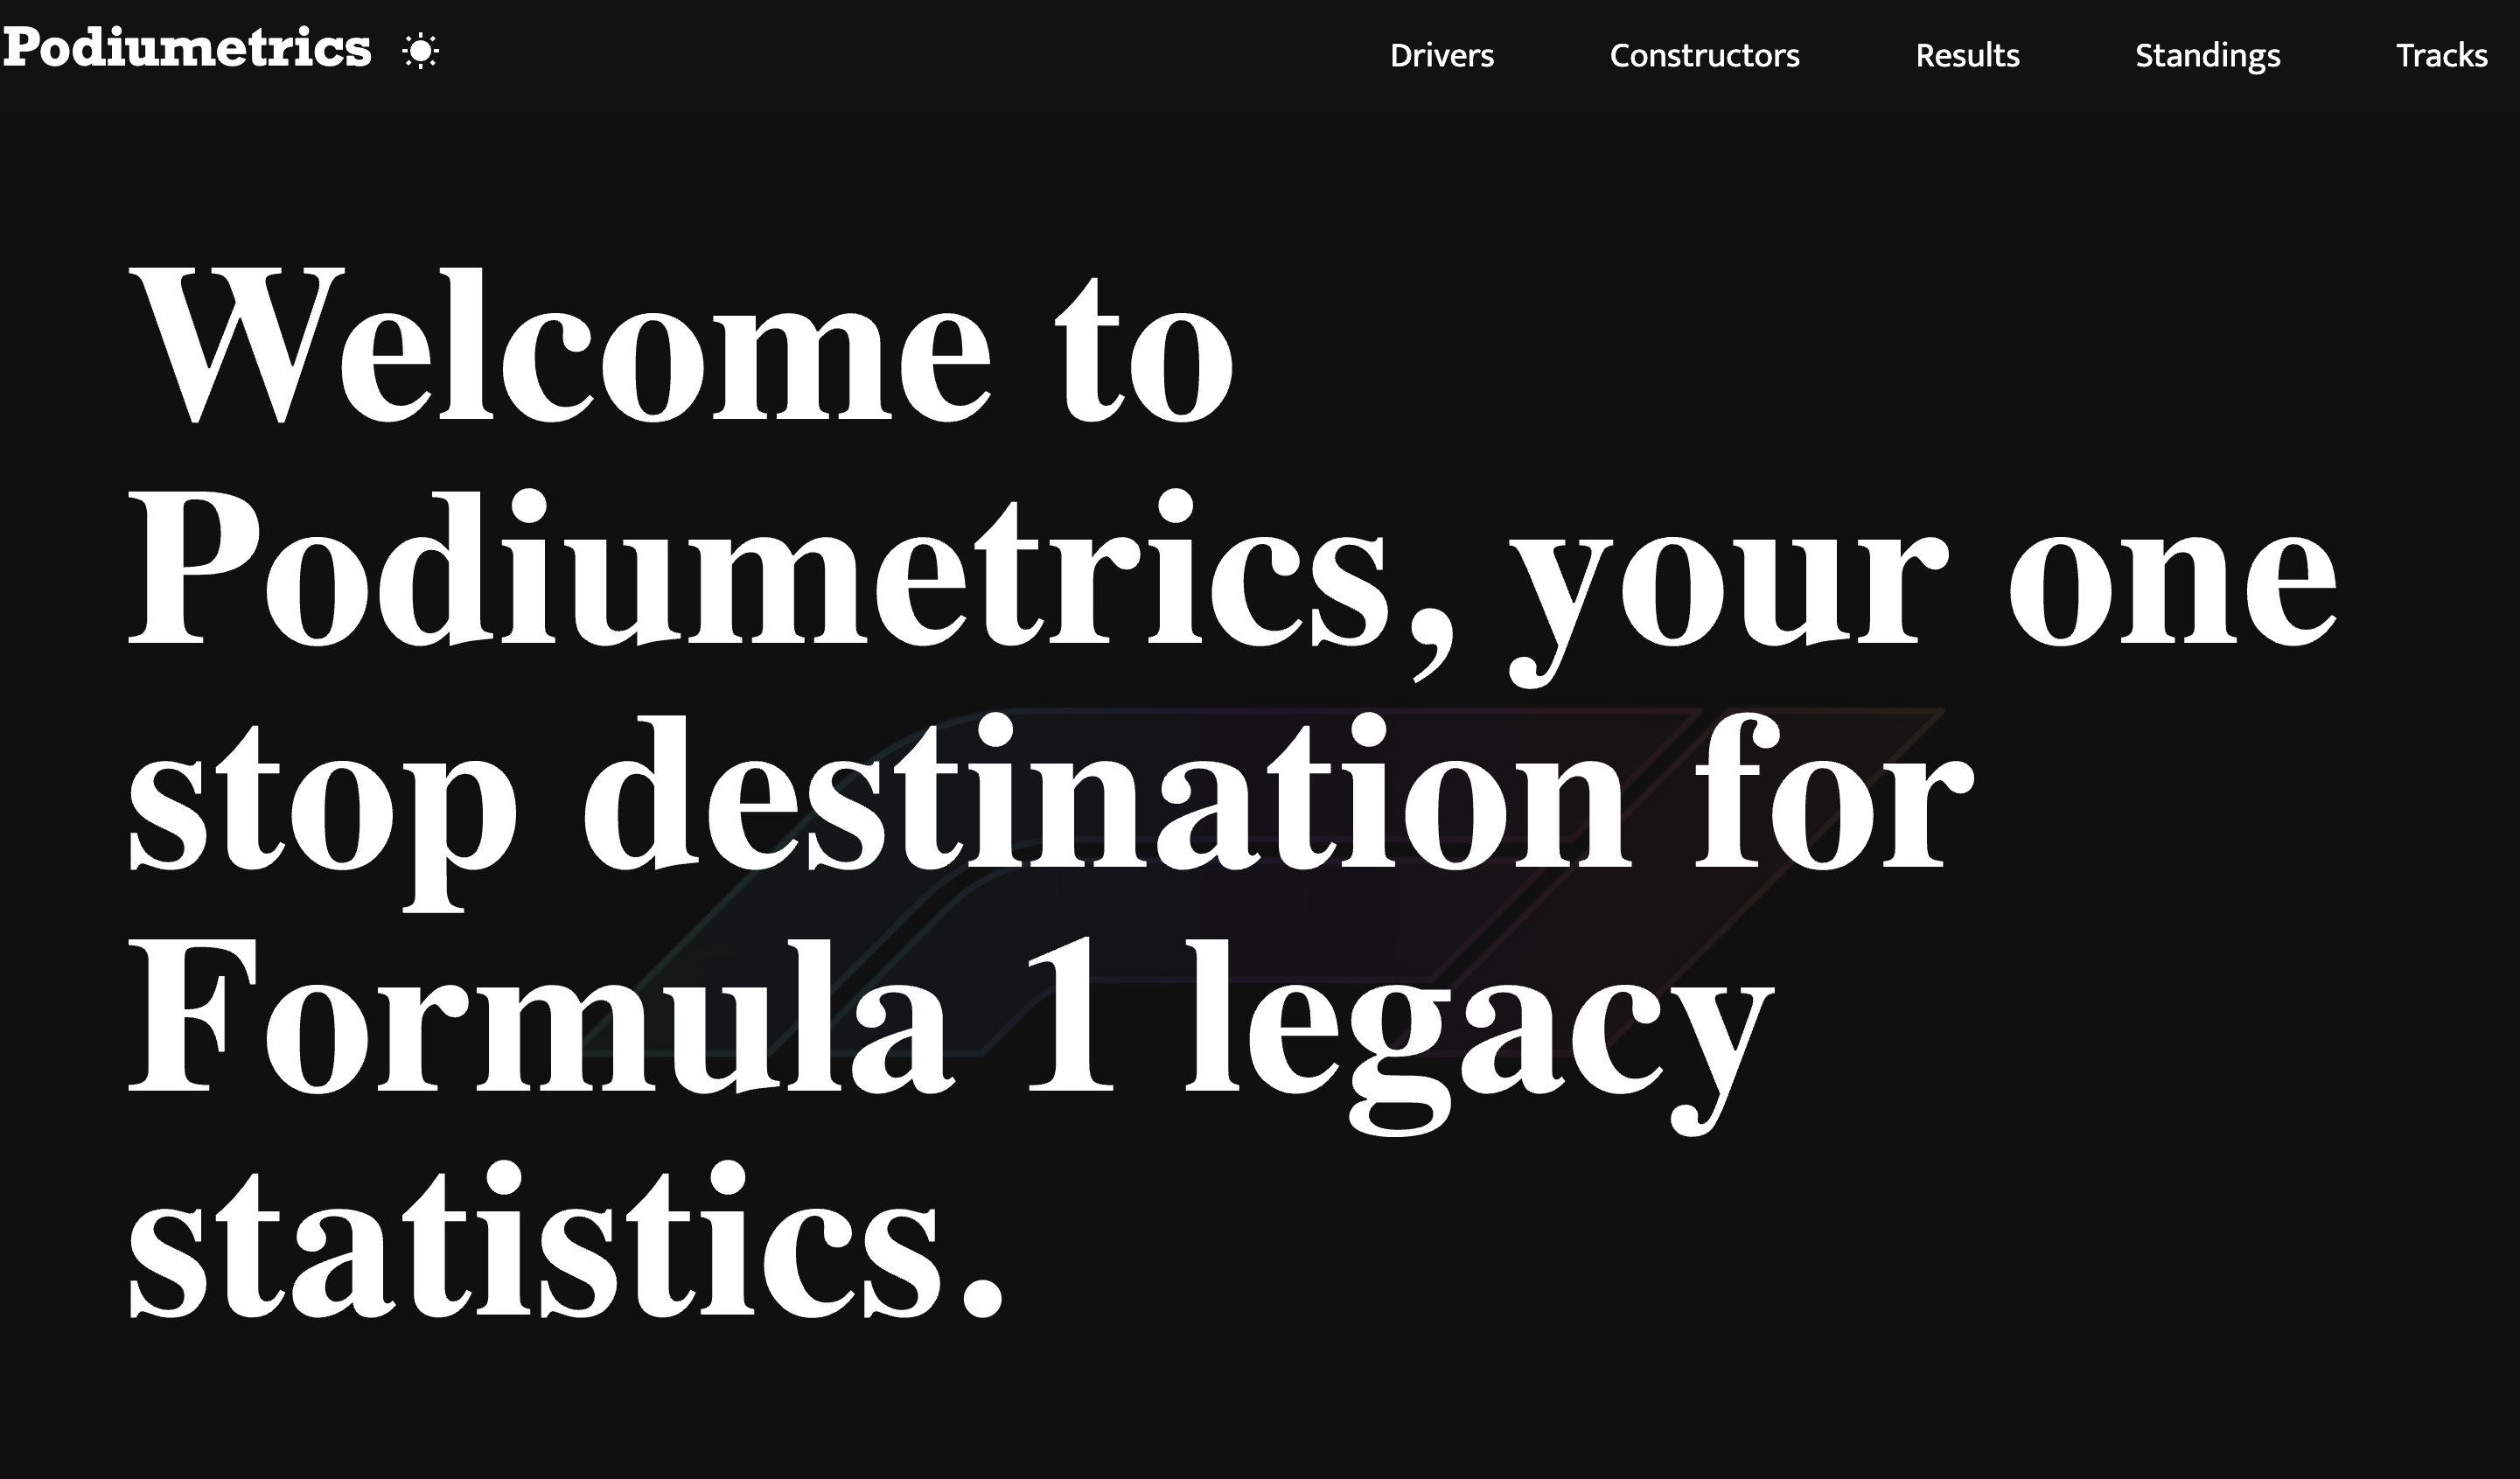 Podiumetrics
Drivers Constructors Results Standings Tracks
Welcome to
Podiumetrics, your one
stop destination for
Formula 1 legacy
statistics.